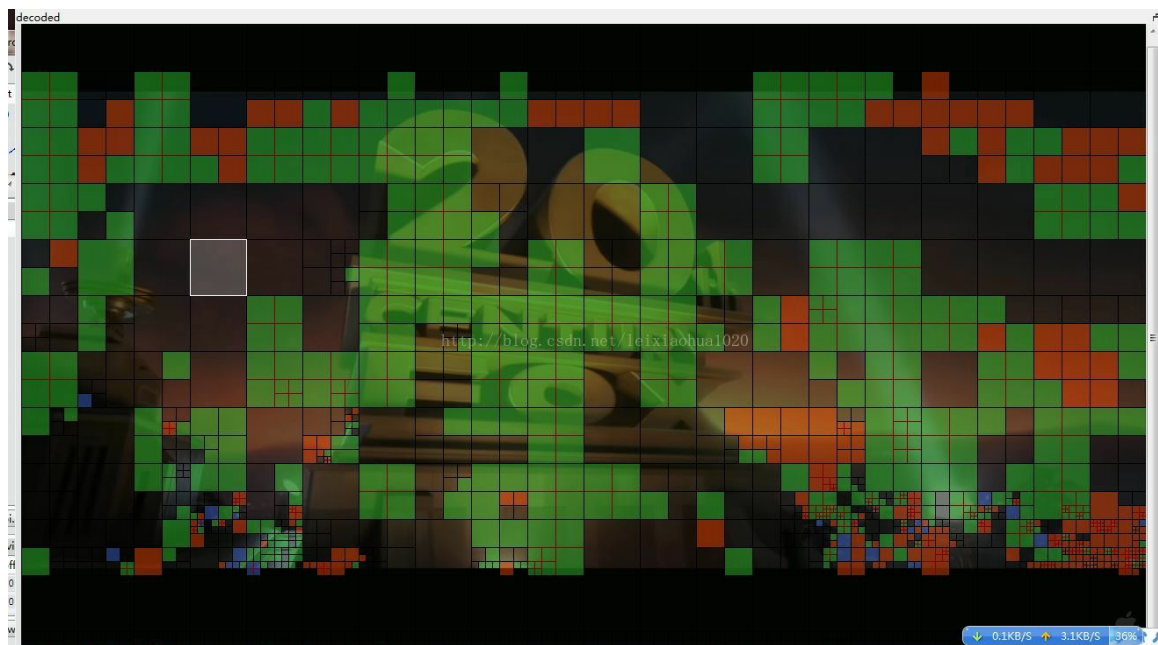 decoded
20
CENTURY
FOX
http://blog.csdn.net/leixiaohua1020
0.1KB/S 3.1KB/S 36%